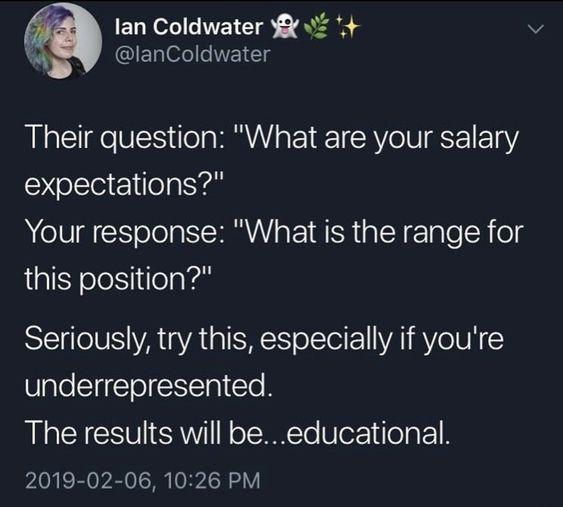 Ian Coldwater 👻🌿✨
@IanColdwater
Their question: "What are your salary
expectations?"
Your response: "What is the range for
this position?"
Seriously, try this, especially if you're
underrepresented.
The results will be...educational.
2019-02-06, 10:26 PM